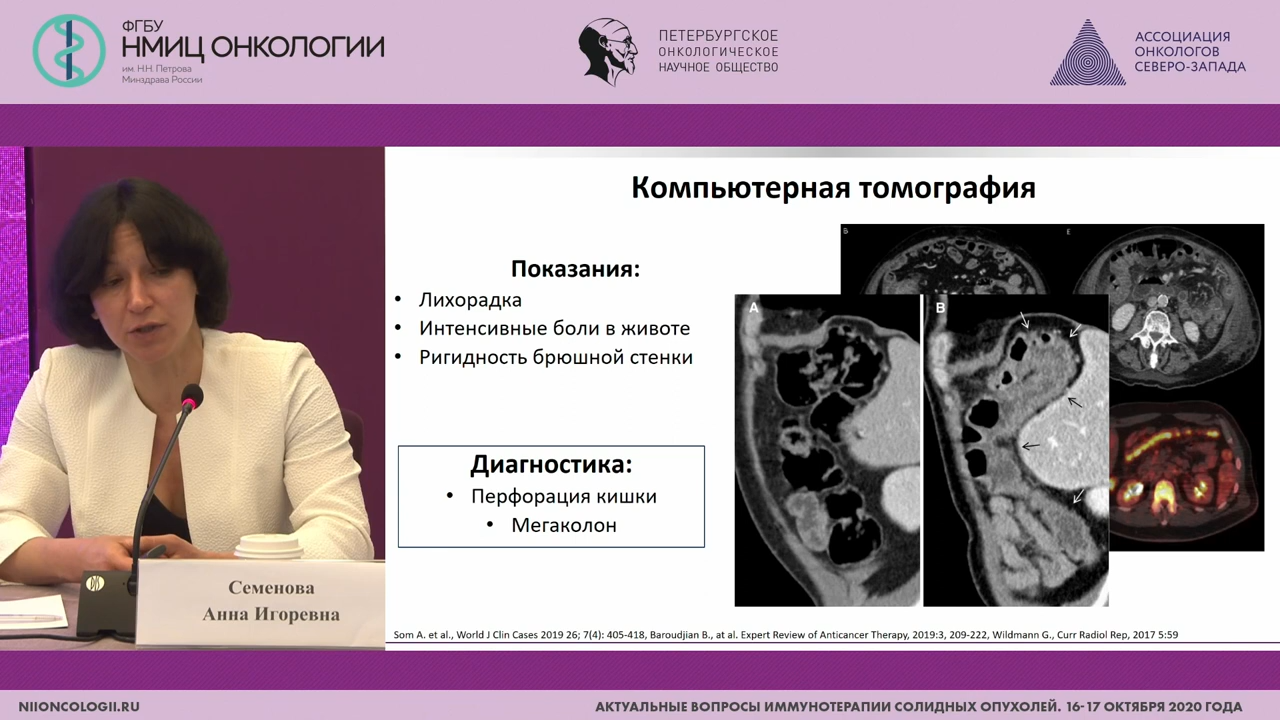 ФГБУ
НМИЦ ОНКОЛОГИИ
им. Н.Н. Петрова
Минздрава России
ПЕТЕРБУРГСКОЕ
ОНКОЛОГИЧЕСКОЕ
НАУЧНОЕ ОБЩЕСТВО
АССОЦИАЦИЯ
ОНКОЛОГОВ
СЕВЕРО-ЗАПАДА
Компьютерная томография
Показания:
• Лихорадка
• Интенсивные боли в животе
• Ригидность брюшной стенки
Диагностика:
• Перфорация кишки
• Мегаколон
A
B
E
Семенова
Анна Игоревна
Som A. et al., World J Clin Cases 2019 26; 7(4): 405-418, Baroudjian B., at al. Expert Review of Anticancer Therapy, 2019:3, 209-222, Wildmann G., Curr Radiol Rep, 2017 5:59
NIIONCOLOGII.RU
АКТУАЛЬНЫЕ ВОПРОСЫ ИММУНОТЕРАПИИ СОЛИДНЫХ ОПУХОЛЕЙ. 16-17 ОКТЯБРЯ 2020 ГОДА